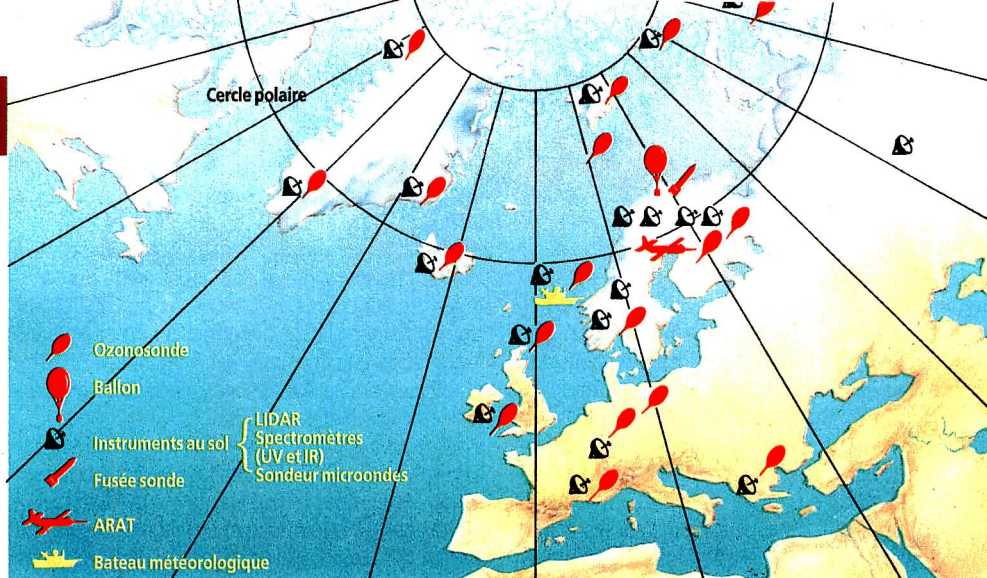 Cercle polaire
Ozonosonde
Ballon
Instruments au sol
LIDAR
Spectromètres
(UV et IR)
Sondeur microondes
Fusée sonde
ARAT
Bateau météorologique